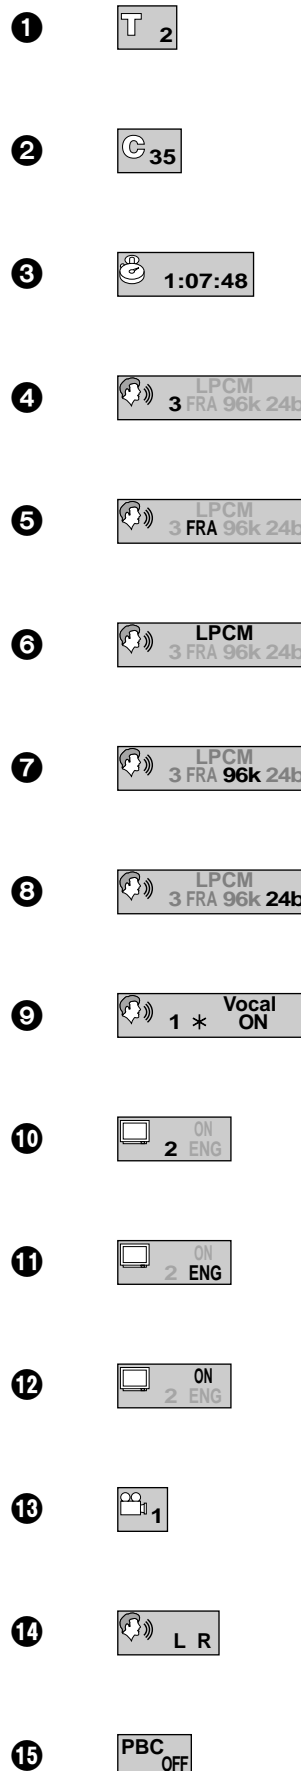 ❶ T 2
❷ C 35
❸ 1:07:48
❹ LPCM
3 FRA 96k 24b
❺ LPCM
3 FRA 96k 24b
❻ LPCM
3 FRA 96k 24b
❼ LPCM
3 FRA 96k 24b
❽ LPCM
3 FRA 96k 24b
❾ Vocal
1 * ON
❿ ON
2 ENG
⓫ ON
2 ENG
⓬ ON
2 ENG
⓭ 1
⓮ L R
⓯ PBC
OFF